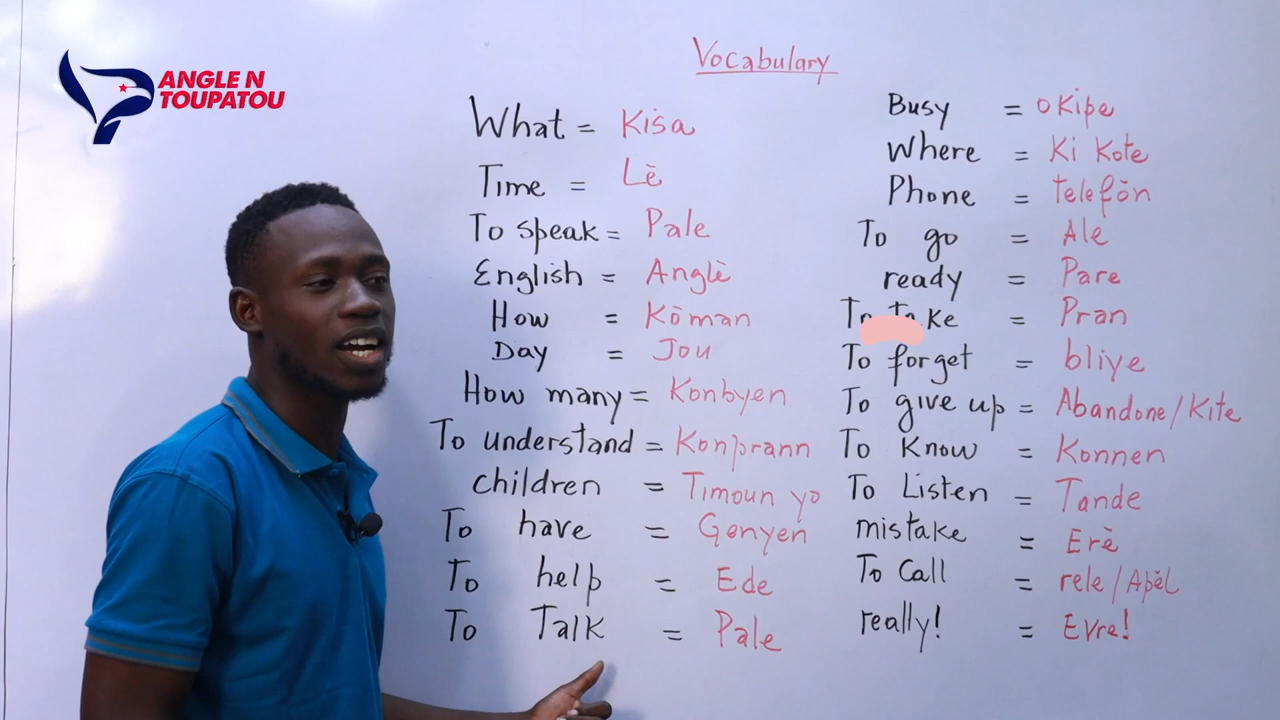 ANGLE N
TOUPATOU
Vocabulary
What = Kisa
Time = Lè
To speak = Pale
English = Anglè
How = Kòman
Day = Jou
How many = Konbyen
To understand = Konprann
children = Timoun yo
To have = Genyen
To help = Ede
To Talk = Pale
Busy = okipe
Where = Ki Kote
Phone = telefòn
To go = Ale
ready = Pare
To take = Pran
To forget = bliye
To give up = Abandone/Kite
To Know = Konnen
To Listen = Tande
mistake = Erè
To Call = rele/Apèl
really! = Evre!